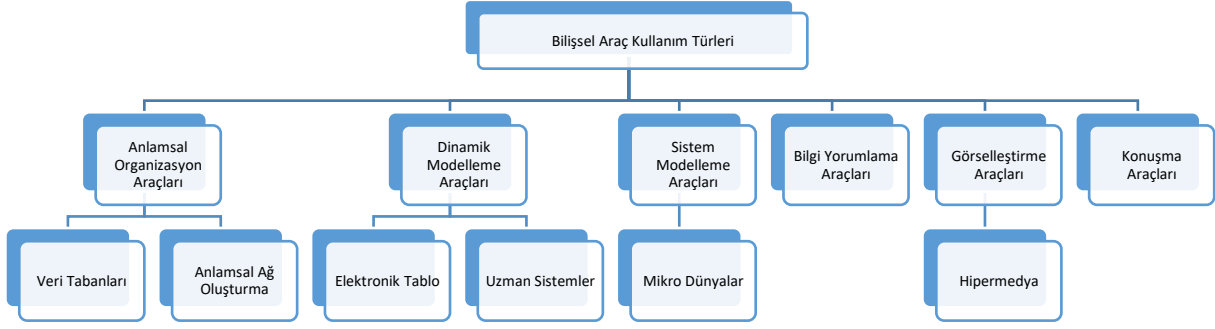 Bilişsel Araç Kullanım Türleri
Anlamsal
Organizasyon
Araçları
Dinamik
Modelleme
Araçları
Sistem
Modelleme
Araçları
Bilgi Yorumlama
Araçları
Görselleştirme
Araçları
Konuşma
Araçları
Veri Tabanları
Anlamsal Ağ
Oluşturma
Elektronik Tablo
Uzman Sistemler
Mikro Dünyalar
Hipermedya